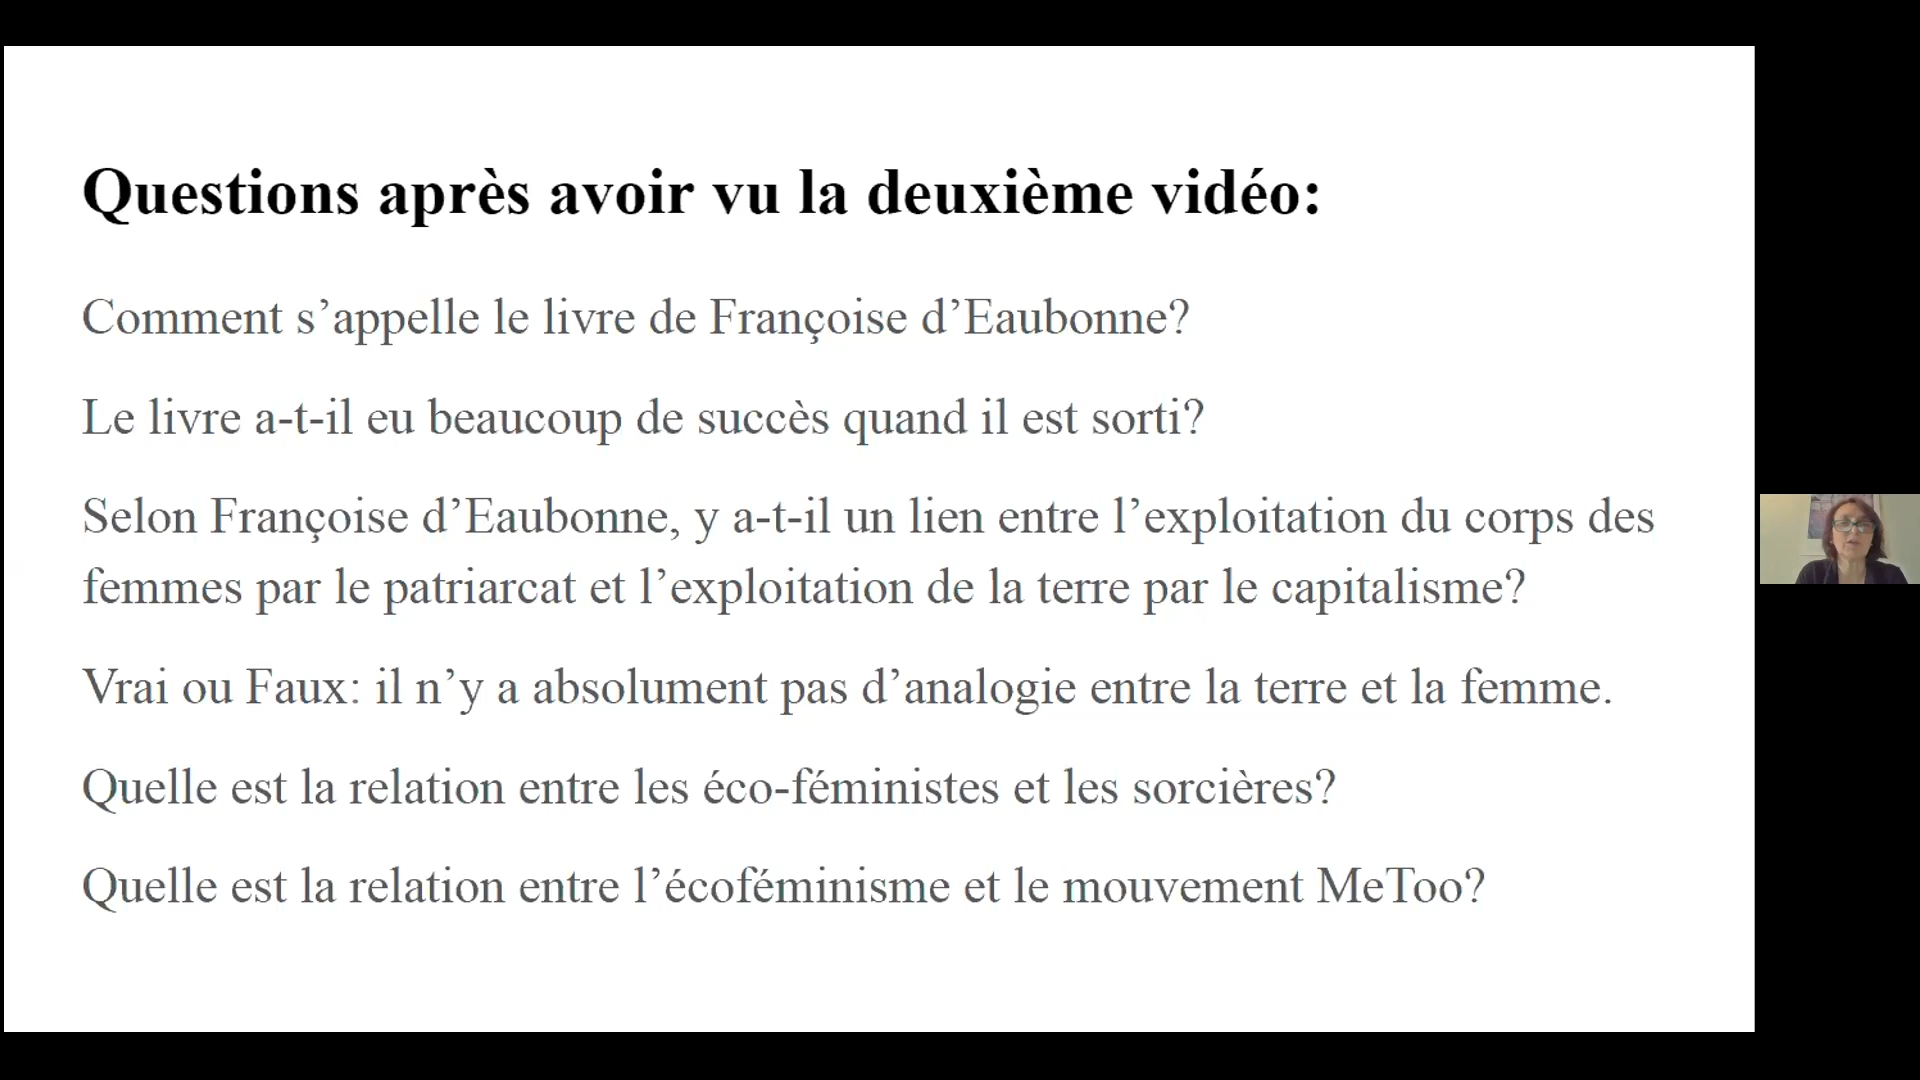 Questions après avoir vu la deuxième vidéo:
Comment s’appelle le livre de Françoise d’Eaubonne?
Le livre a-t-il eu beaucoup de succès quand il est sorti?
Selon Françoise d’Eaubonne, y a-t-il un lien entre l’exploitation du corps des
femmes par le patriarcat et l’exploitation de la terre par le capitalisme?
Vrai ou Faux: il n’y a absolument pas d’analogie entre la terre et la femme.
Quelle est la relation entre les éco-féministes et les sorcières?
Quelle est la relation entre l’écoféminisme et le mouvement MeToo?